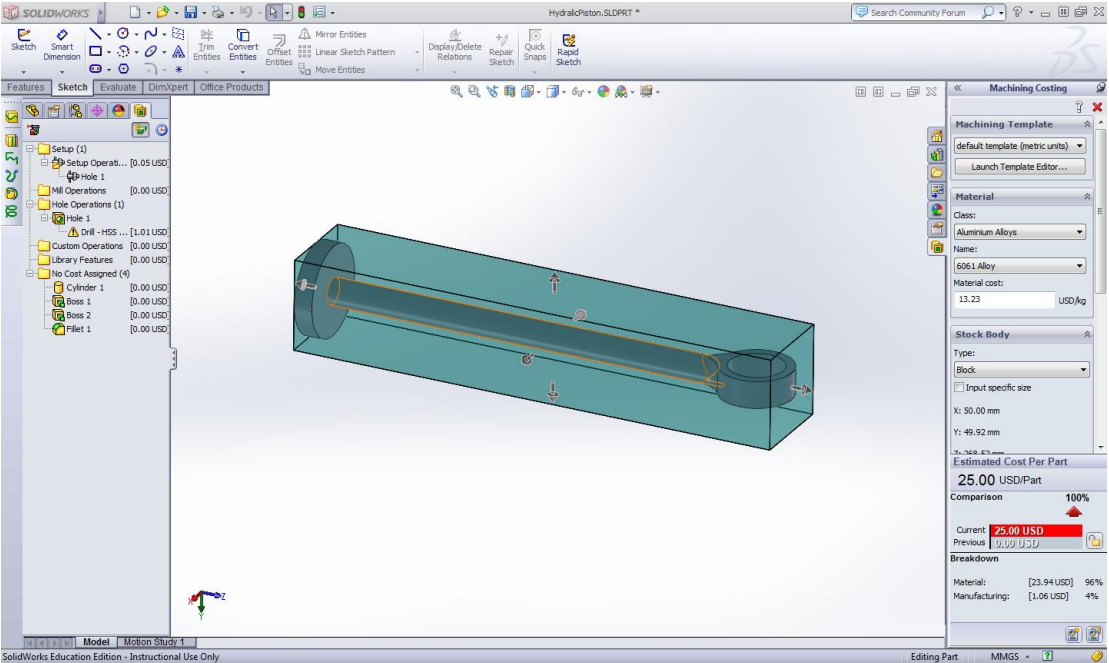 SOLIDWORKS
HydralicPiston.SLDPRT *
Search Community Forum
Sketch
Smart Dimension
Trim Entities
Convert Entities
Offset Entities
Mirror Entities
Linear Sketch Pattern
Move Entities
Display/Delete Relations
Repair Sketch
Quick Snaps
Rapid Sketch
Features
Sketch
Evaluate
DimXpert
Office Products
Setup (1)
Setup Operati... [0.05 USD]
Hole 1
Mill Operations [0.00 USD]
Hole Operations (1)
Hole 1
Drill - HSS ... [1.01 USD]
Custom Operations [0.00 USD]
Library Features [0.00 USD]
No Cost Assigned (4)
Cylinder 1 [0.00 USD]
Boss 1 [0.00 USD]
Boss 2 [0.00 USD]
Fillet 1 [0.00 USD]
X
Y
Z
Machining Costing
Machining Template
default template (metric units)
Launch Template Editor...
Material
Class:
Aluminium Alloys
Name:
6061 Alloy
Material cost:
13.23 USD/kg
Stock Body
Type:
Block
Input specific size
X: 50.00 mm
Y: 49.92 mm
Z: 268.52 mm
Estimated Cost Per Part
25.00 USD/Part
Comparison 100%
Current 25.00 USD
Previous 0.00 USD
Breakdown
Material: [23.94 USD] 96%
Manufacturing: [1.06 USD] 4%
Model
Motion Study 1
SolidWorks Education Edition - Instructional Use Only
Editing Part
MMGS